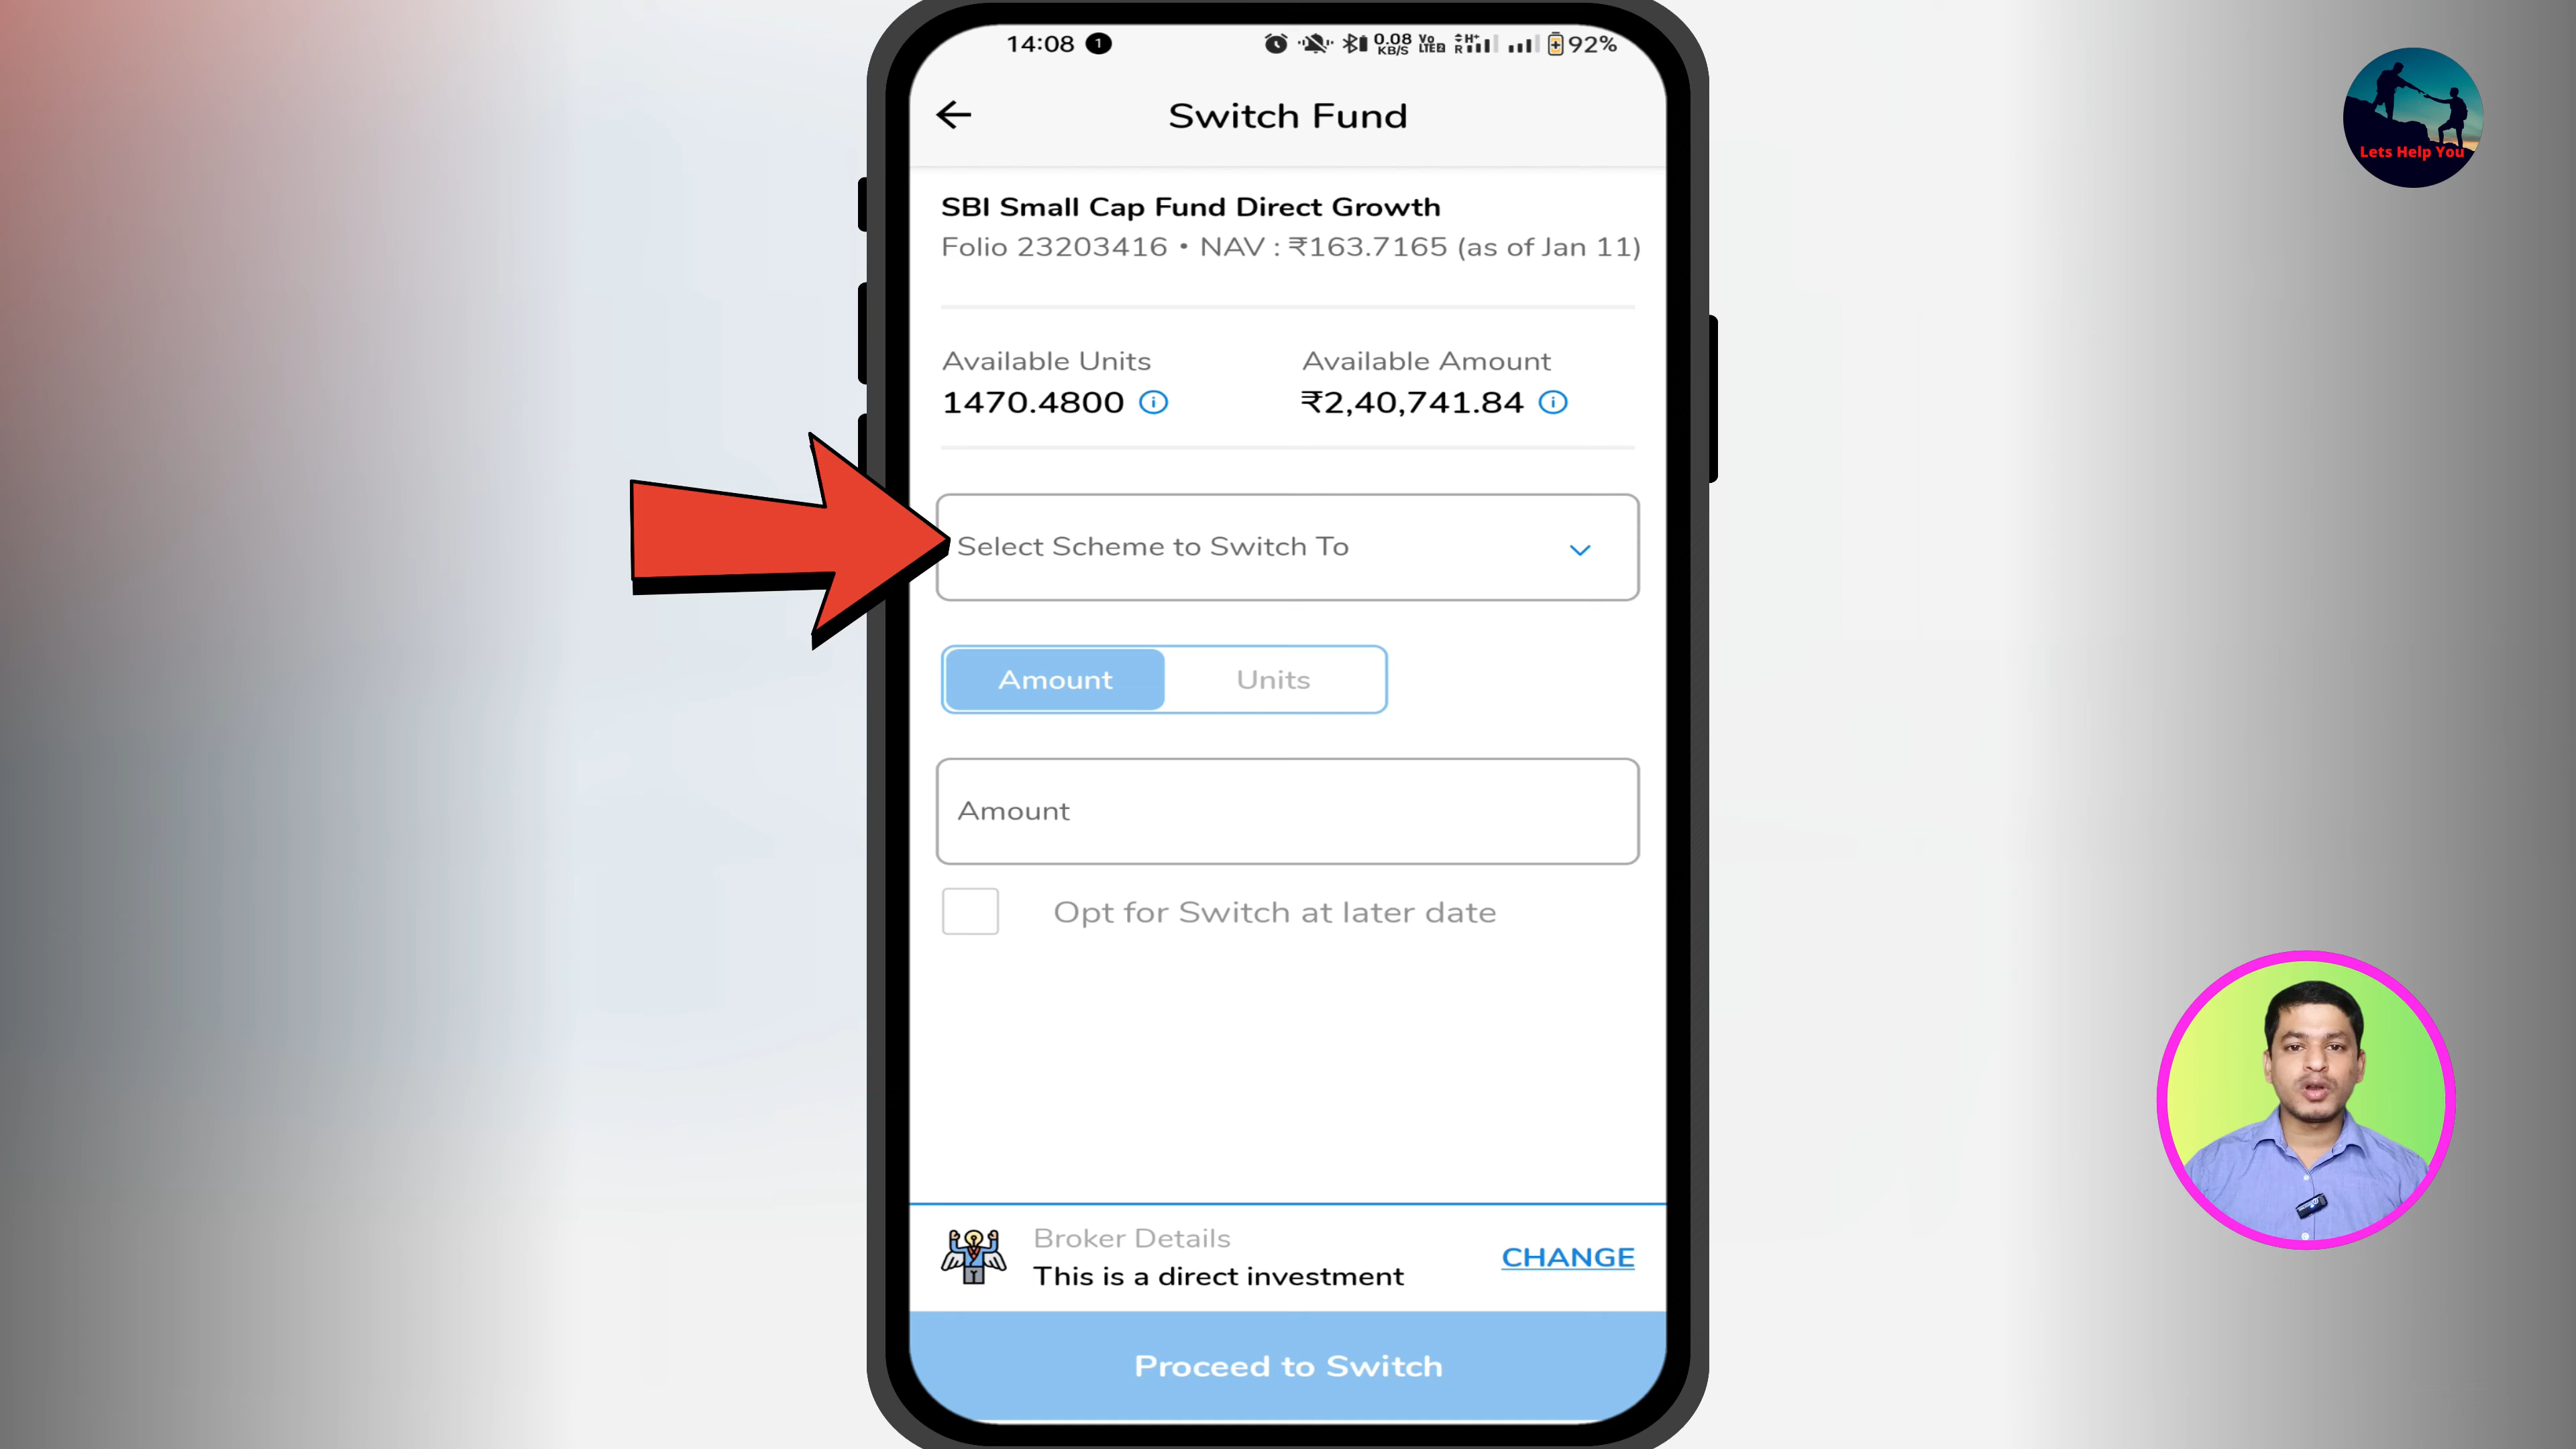 14:08 1 0.08 KB/S Vo LTE2 H+ R 92%
Lets Help You
Switch Fund
SBI Small Cap Fund Direct Growth
Folio 23203416 • NAV : ₹163.7165 (as of Jan 11)
Available Units Available Amount
1470.4800 ₹2,40,741.84
Select Scheme to Switch To
Amount Units
Amount
Opt for Switch at later date
Broker Details
This is a direct investment
CHANGE
Proceed to Switch